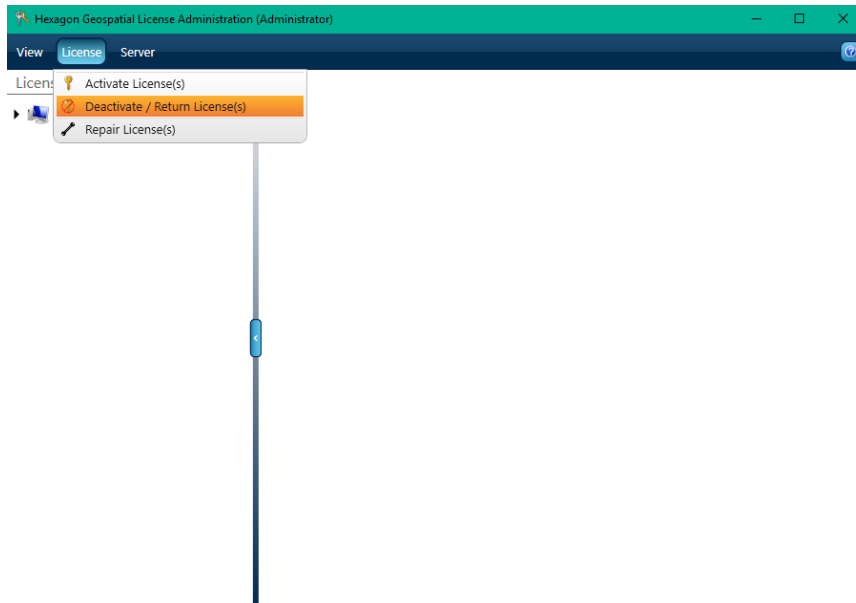 Hexagon Geospatial License Administration (Administrator)
View License Server
Activate License(s)
Deactivate / Return License(s)
Repair License(s)